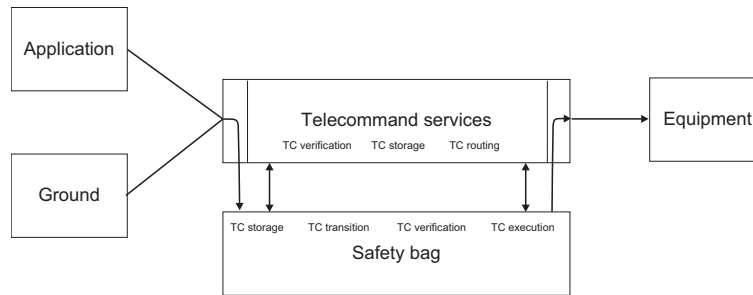 Application
Telecommand services
Equipment
TC verification TC storage TC routing
Ground
TC storage TC transition TC verification TC execution
Safety bag